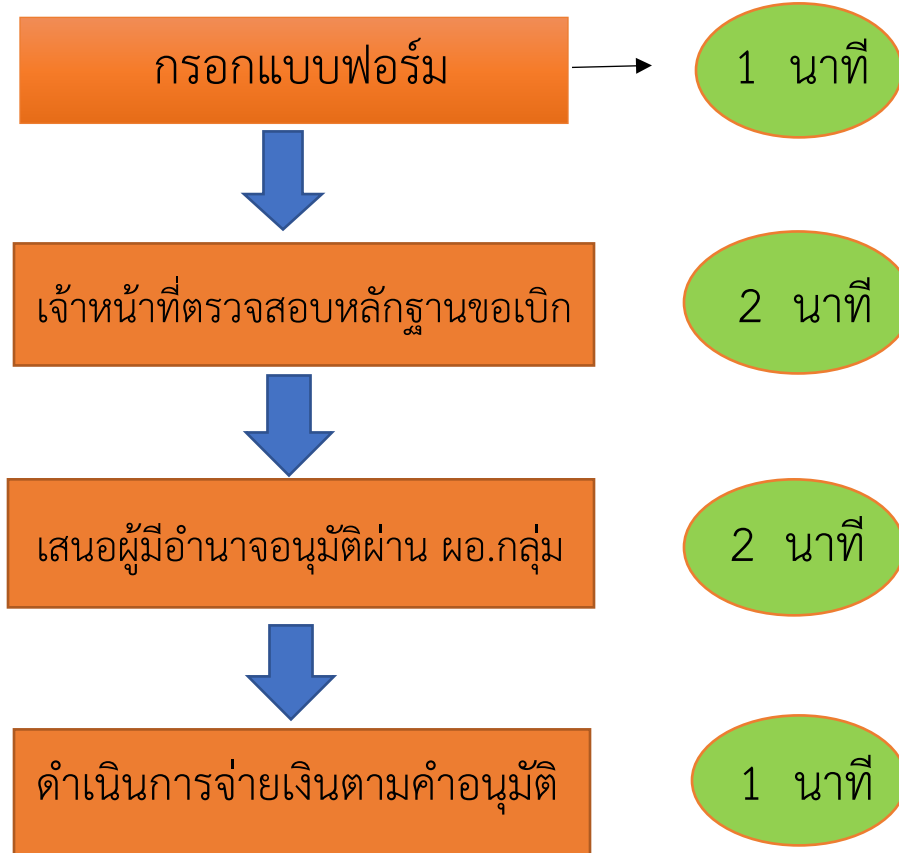 กรอกแบบฟอร์ม
1 นาที
เจ้าหน้าที่ตรวจสอบหลักฐานขอเบิก
2 นาที
เสนอผู้มีอำนาจอนุมัติผ่าน ผอ.กลุ่ม
2 นาที
ดำเนินการจ่ายเงินตามคำอนุมัติ
1 นาที